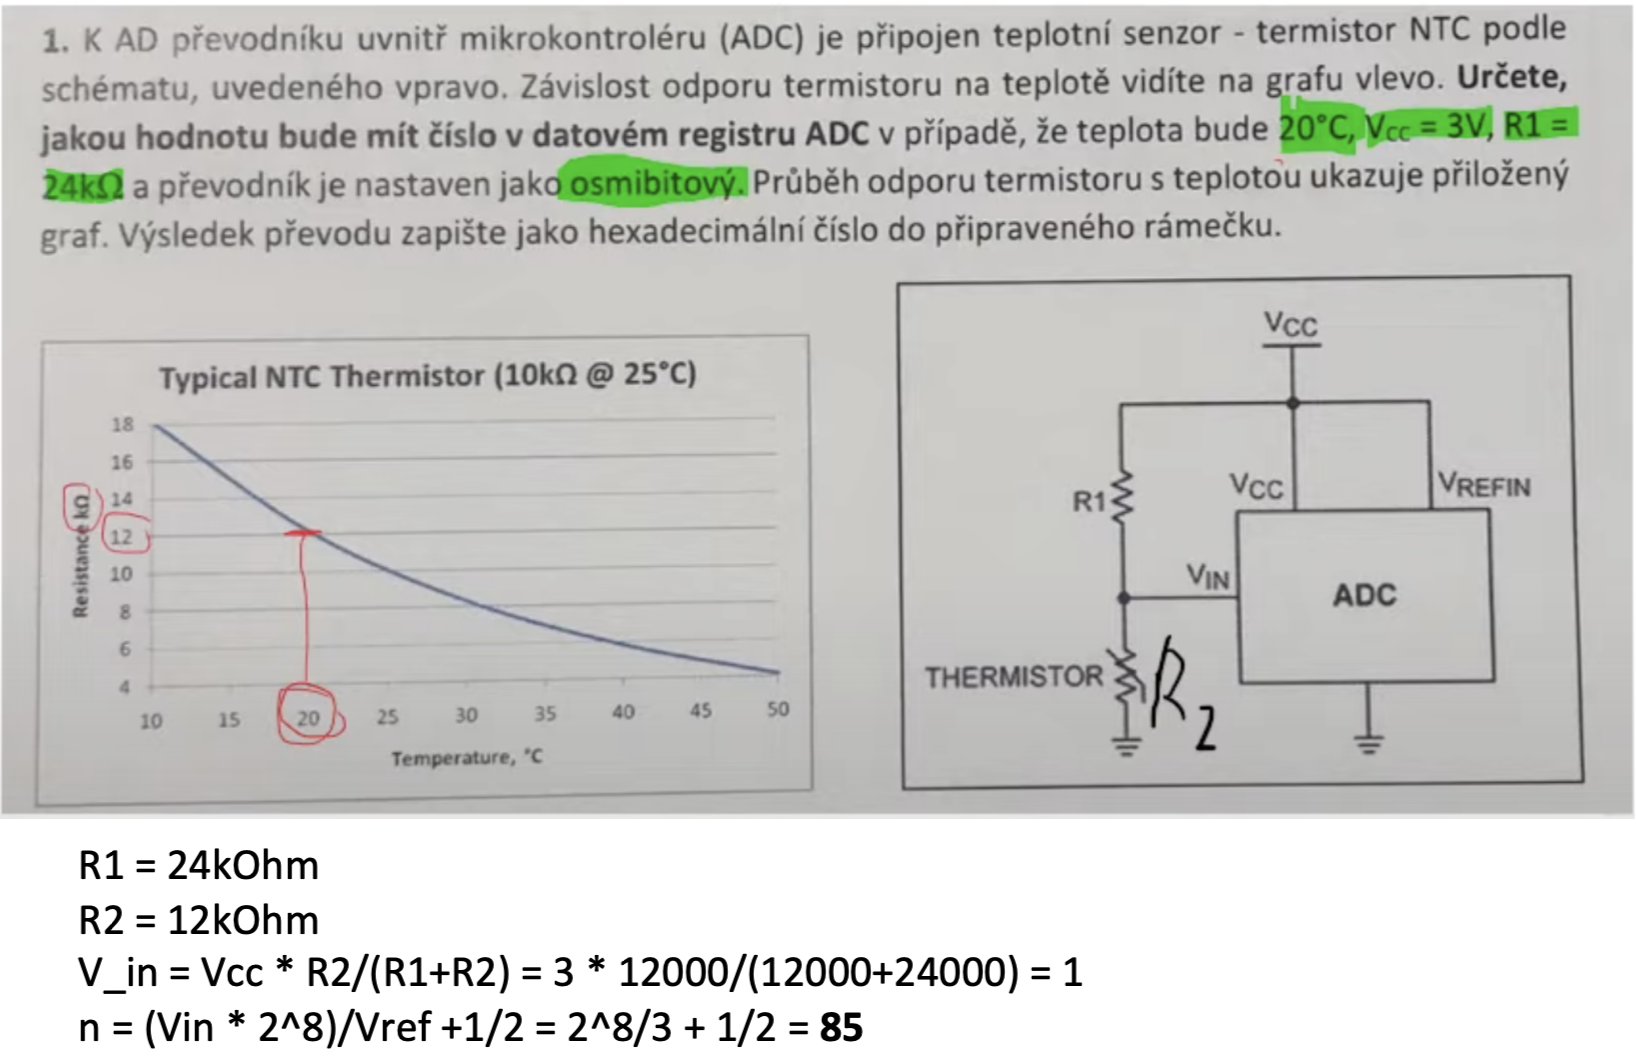 1. K AD převodníku uvnitř mikrokontroléru (ADC) je připojen teplotní senzor - termistor NTC podle
schématu, uvedeného vpravo. Závislost odporu termistoru na teplotě vidíte na grafu vlevo. Určete,
jakou hodnotu bude mít číslo v datovém registru ADC v případě, že teplota bude 20°C, VCC = 3V, R1 =
24kΩ a převodník je nastaven jako osmibitový. Průběh odporu termistoru s teplotou ukazuje přiložený
graf. Výsledek převodu zapište jako hexadecimální číslo do připraveného rámečku.
Typical NTC Thermistor (10kΩ @ 25°C)
Resistance kΩ
18
16
14
12
10
8
6
4
10 15 20 25 30 35 40 45 50
Temperature, °C
VCC
R1
VCC
VREFIN
VIN
ADC
THERMISTOR
R2
R1 = 24kOhm
R2 = 12kOhm
V_in = Vcc * R2/(R1+R2) = 3 * 12000/(12000+24000) = 1
n = (Vin * 2^8)/Vref +1/2 = 2^8/3 + 1/2 = 85